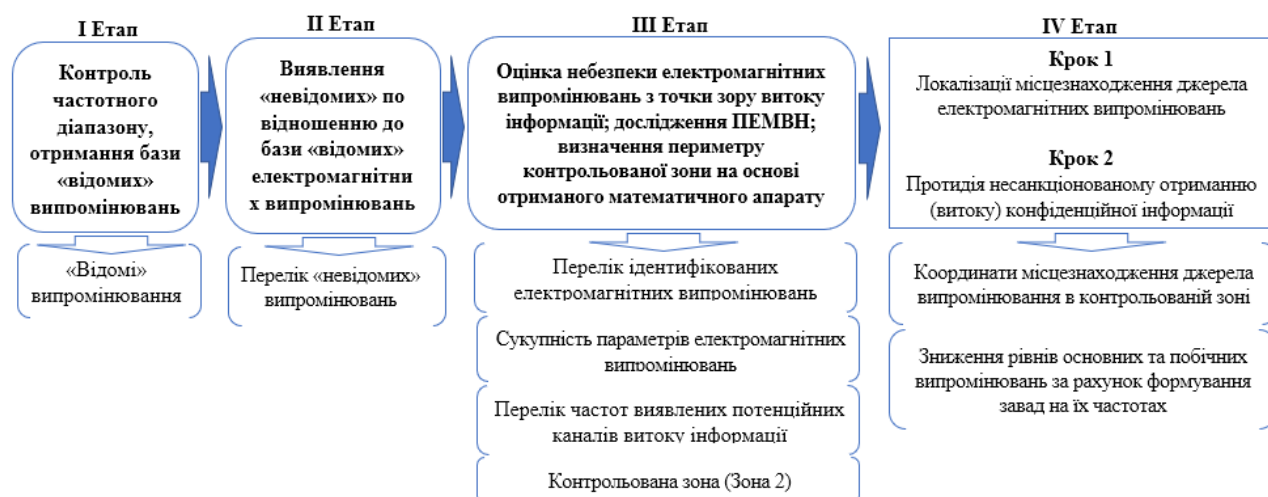 I Етап
Контроль
частотного
діапазону,
отримання бази
«відомих»
випромінювань
«Відомі»
випромінювання
II Етап
Виявлення
«невідомих» по
відношенню до
бази «відомих»
електромагнітни
х випромінювань
Перелік «невідомих»
випромінювань
III Етап
Оцінка небезпеки електромагнітних
випромінювань з точки зору витоку
інформації; дослідження ПЕМВН;
визначення периметру
контрольованої зони на основі
отриманого математичного апарату
Перелік ідентифікованих
електромагнітних випромінювань
Сукупність параметрів електромагнітних
випромінювань
Перелік частот виявлених потенційних
каналів витоку інформації
Контрольована зона (Зона 2)
IV Етап
Крок 1
Локалізації місцезнаходження джерела
електромагнітних випромінювань
Крок 2
Протидія несанкціонованому отриманню
(витоку) конфіденційної інформації
Координати місцезнаходження джерела
випромінювання в контрольованій зоні
Зниження рівнів основних та побічних
випромінювань за рахунок формування
завад на їх частотах